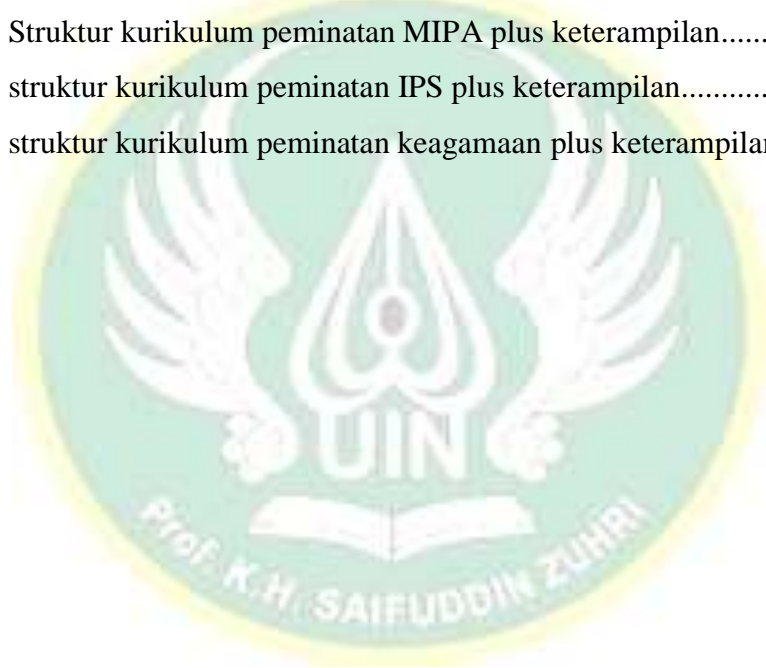 Struktur kurikulum peminatan MIPA plus keterampilan......
struktur kurikulum peminatan IPS plus keterampilan...........
struktur kurikulum peminatan keagamaan plus keterampilan
UIN
Prof. K.H. SAIFUDDIN ZUHRI